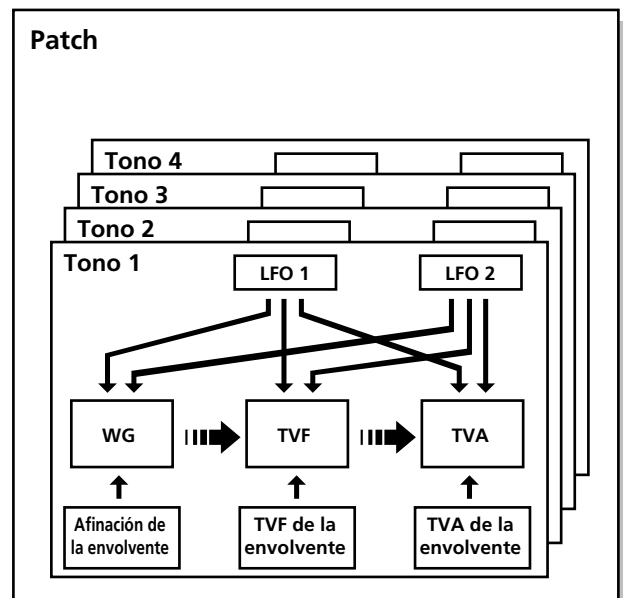 Patch
Tono 4
Tono 3
Tono 2
Tono 1
LFO 1
LFO 2
WG
TVF
TVA
Afinación de
la envolvente
TVF de la
envolvente
TVA de la
envolvente